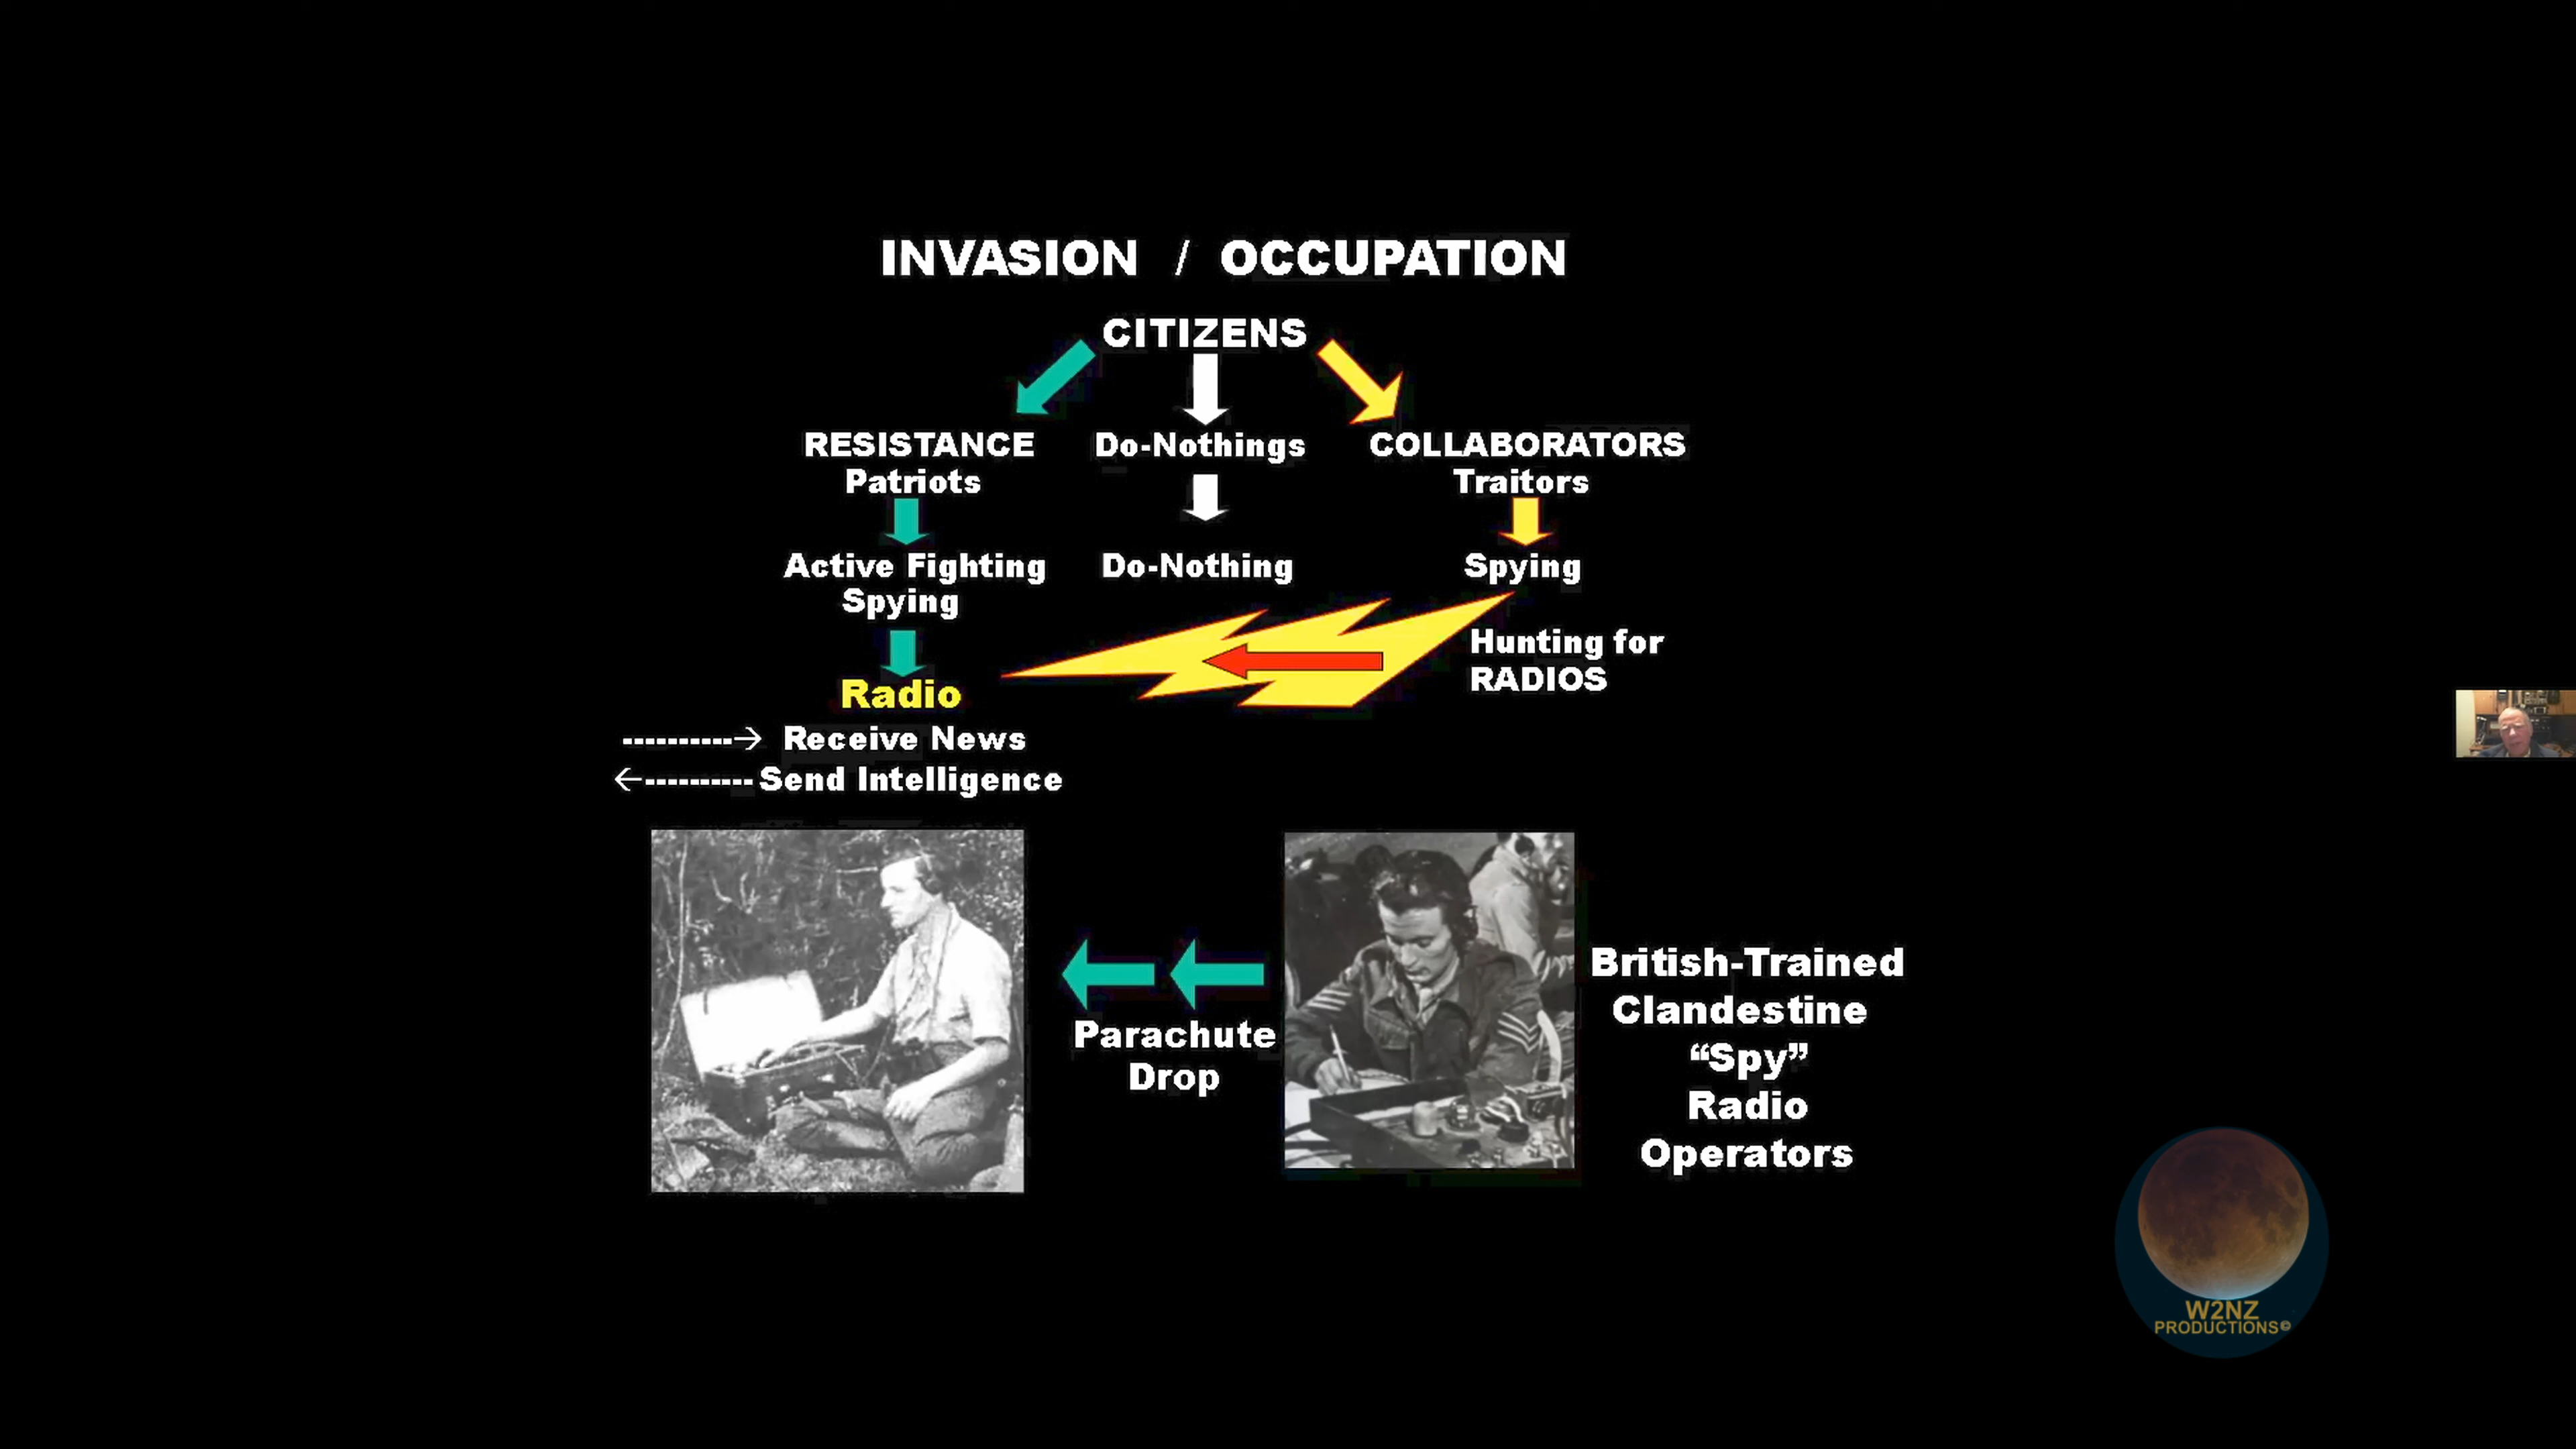 INVASION / OCCUPATION
CITIZENS
RESISTANCE
Patriots
Do-Nothings
COLLABORATORS
Traitors
Active Fighting
Spying
Do-Nothing
Spying
Hunting for
RADIOS
Radio
Receive News
Send Intelligence
Parachute
Drop
British-Trained
Clandestine
“Spy”
Radio
Operators
W2NZ
PRODUCTIONS©